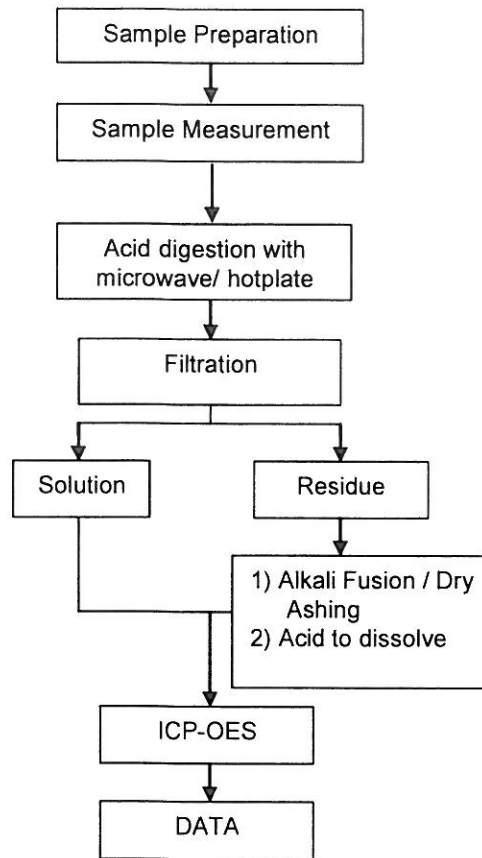 Sample Preparation
Sample Measurement
Acid digestion with
microwave/ hotplate
Filtration
Solution
Residue
1) Alkali Fusion / Dry
Ashing
2) Acid to dissolve
ICP-OES
DATA